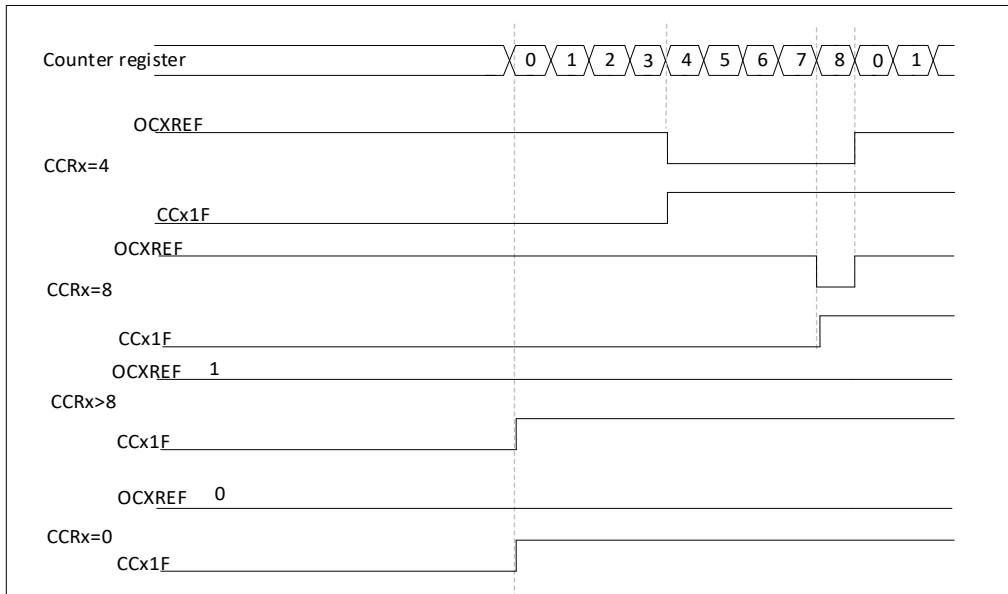 Counter register 0 1 2 3 4 5 6 7 8 0 1
OCXREF
CCRx=4
CCx1F
OCXREF
CCRx=8
CCx1F
OCXREF 1
CCRx>8
CCx1F
OCXREF 0
CCRx=0
CCx1F